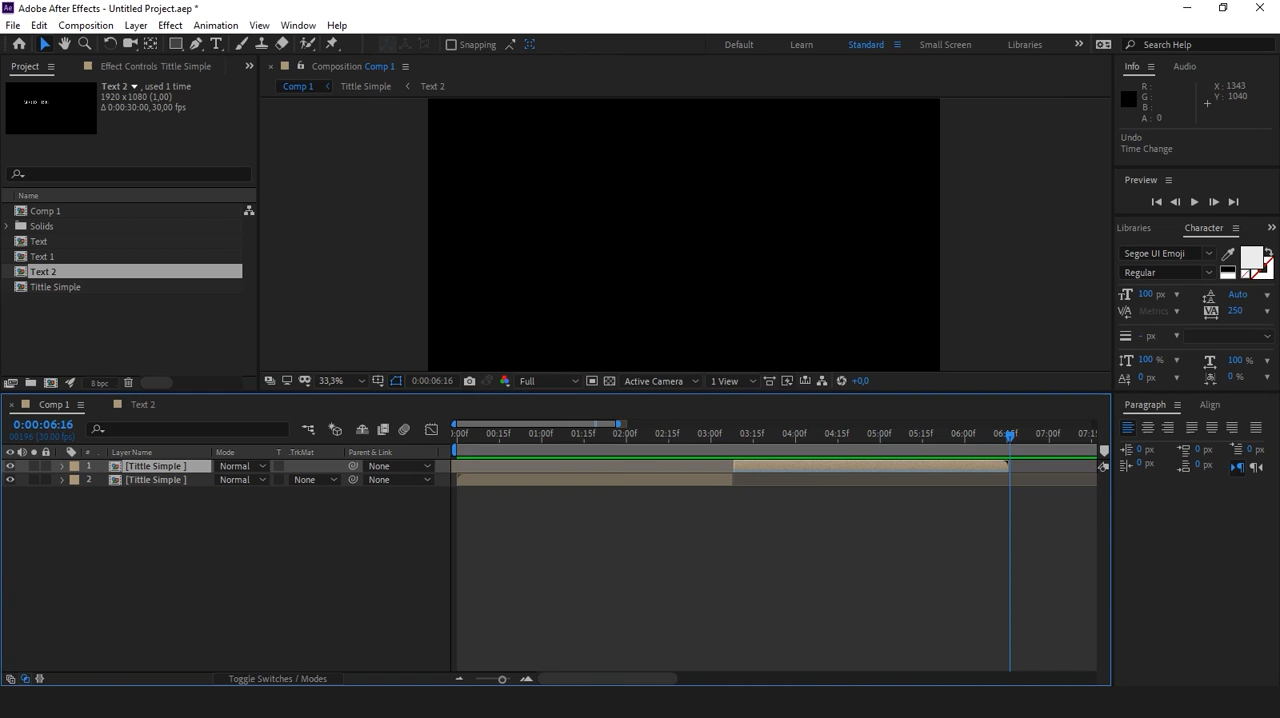 Adobe After Effects - Untitled Project.aep *
File Edit Composition Layer Effect Animation View Window Help
Snapping Default Learn Standard Small Screen Libraries Search Help
Project Effect Controls Tittle Simple Composition Comp 1 Info Audio
Text 2 , used 1 time
1920 x 1080 (1,00)
Δ 0:00:30:00, 30,00 fps
Comp 1 Tittle Simple Text 2
R :
G :
B :
A : 0
X : 1343
Y : 1040
Undo
Time Change
Preview
Name
Comp 1
Solids
Text
Text 1
Text 2
Tittle Simple
Libraries Character
Segoe UI Emoji
Regular
100 px Auto
Metrics 250
- px
100 % 100 %
0 px 0 %
8 bpc
33,3% 0:00:06:16 Full Active Camera 1 View +0,0
Comp 1 Text 2
Paragraph Align
0:00:06:16
00196 (30.00 fps)
:00f 00:15f 01:00f 01:15f 02:00f 02:15f 03:00f 03:15f 04:00f 04:15f 05:00f 05:15f 06:00f 06:15f 07:00f 07:15
# Layer Name Mode T .TrkMat Parent & Link
1 [Tittle Simple ] Normal None
2 [Tittle Simple ] Normal None None
0 px 0 px 0 px
0 px 0 px
Toggle Switches / Modes